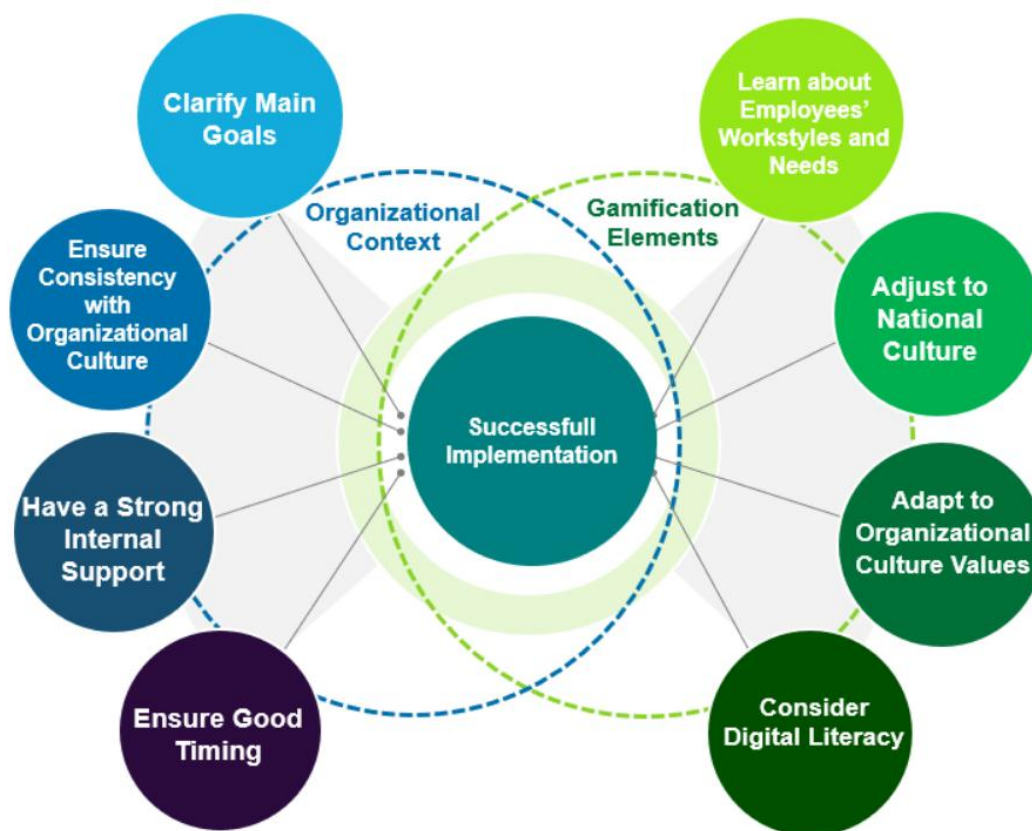 Clarify Main
Goals
Learn about
Employees’
Workstyles and
Needs
Organizational
Context
Gamification
Elements
Ensure
Consistency
with
Organizational
Culture
Adjust to
National
Culture
Successfull
Implementation
Have a Strong
Internal
Support
Adapt to
Organizational
Culture Values
Ensure Good
Timing
Consider
Digital Literacy